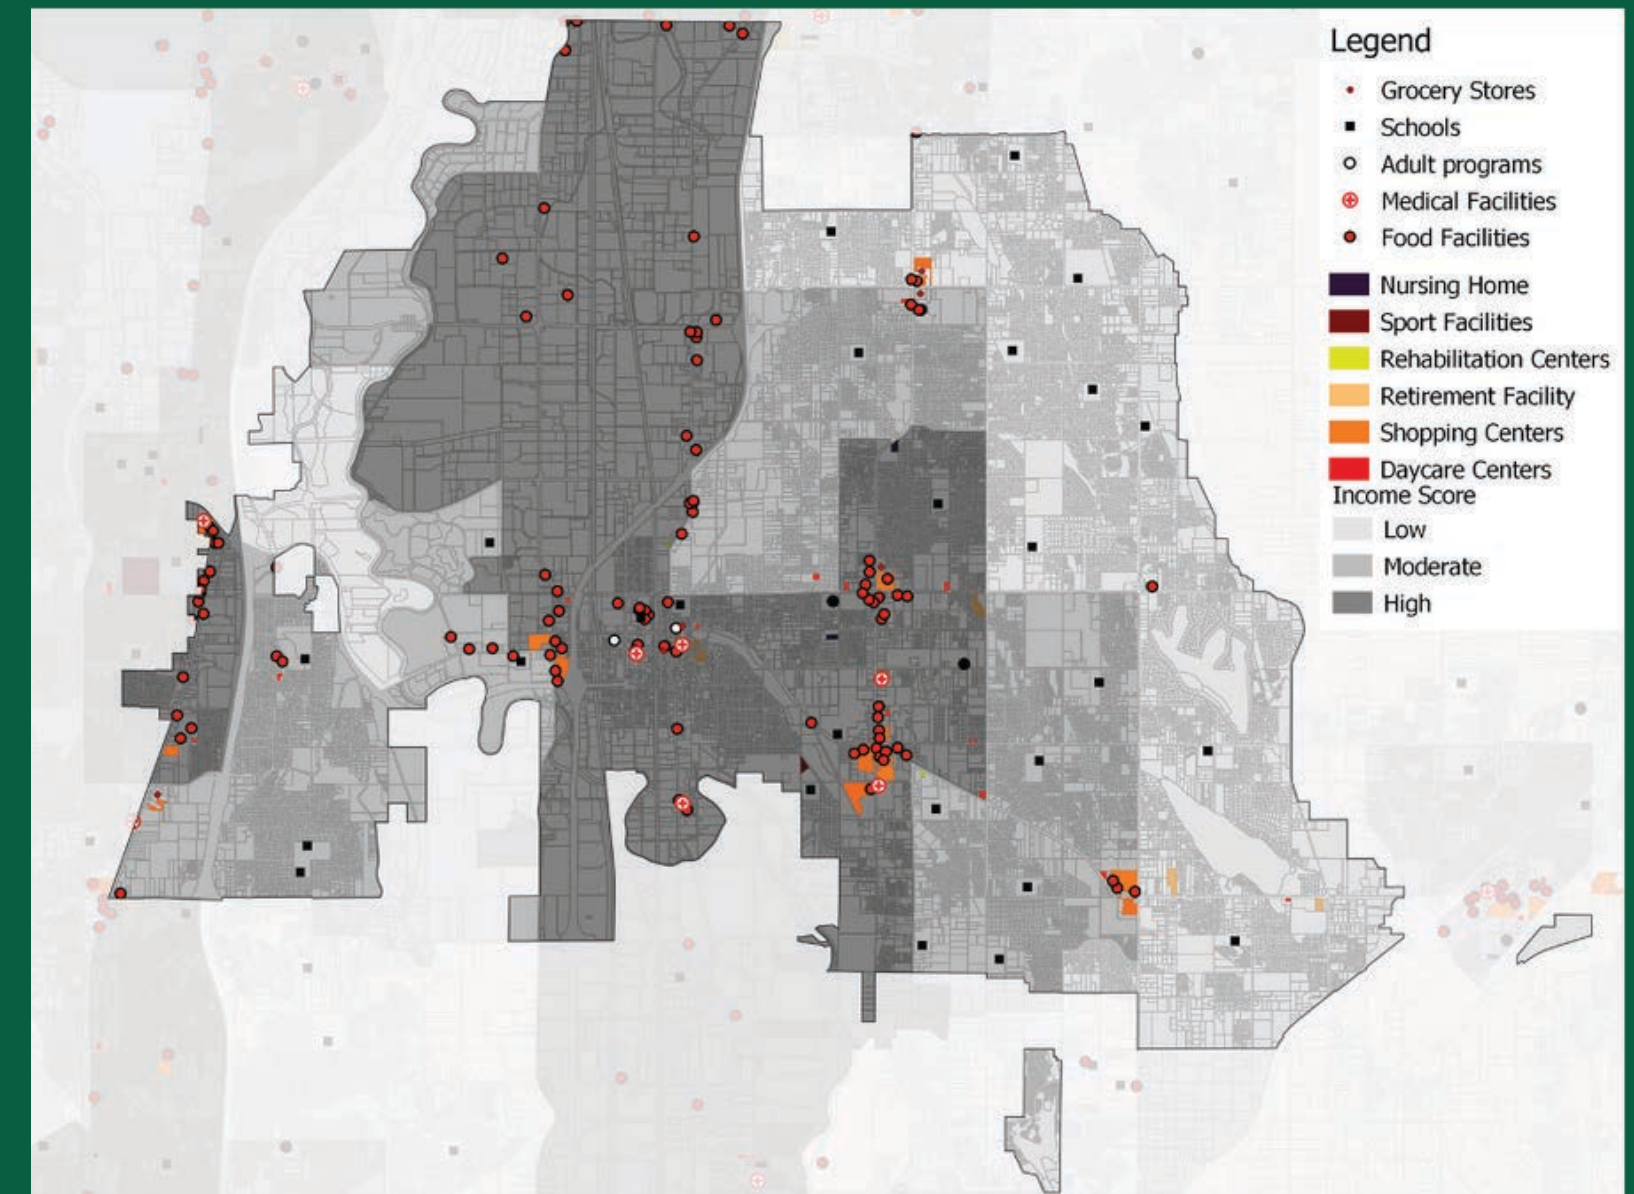 Legend
Grocery Stores
Schools
Adult programs
Medical Facilities
Food Facilities
Nursing Home
Sport Facilities
Rehabilitation Centers
Retirement Facility
Shopping Centers
Daycare Centers
Income Score
Low
Moderate
High